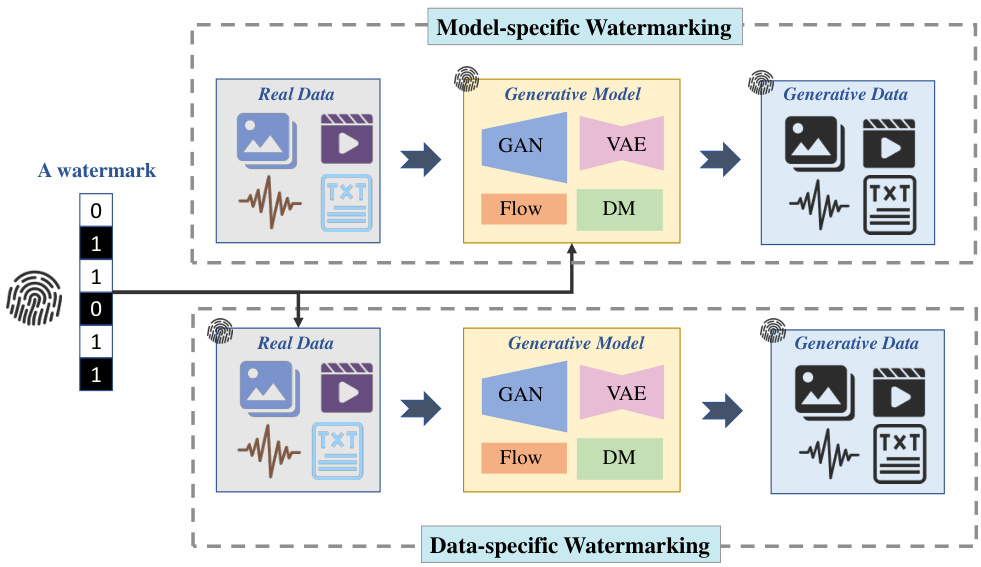 Model-specific Watermarking
Real Data
Generative Model
Generative Data
GAN
VAE
TXT
TXT
Flow
DM
A watermark
0
1
1
0
1
1
Real Data
Generative Model
Generative Data
GAN
VAE
TXT
TXT
Flow
DM
Data-specific Watermarking